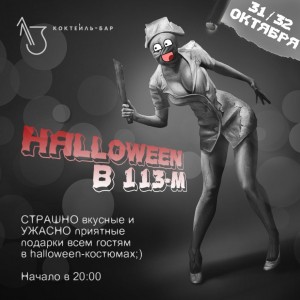 113
КОКТЕЙЛЬ-БАР
31/32
ОКТЯБРЯ
HALLOWEEN
В 113-М
СТРАШНО вкусные и
УЖАСНО приятные
подарки всем гостям
в halloween-костюмах;)
Начало в 20:00